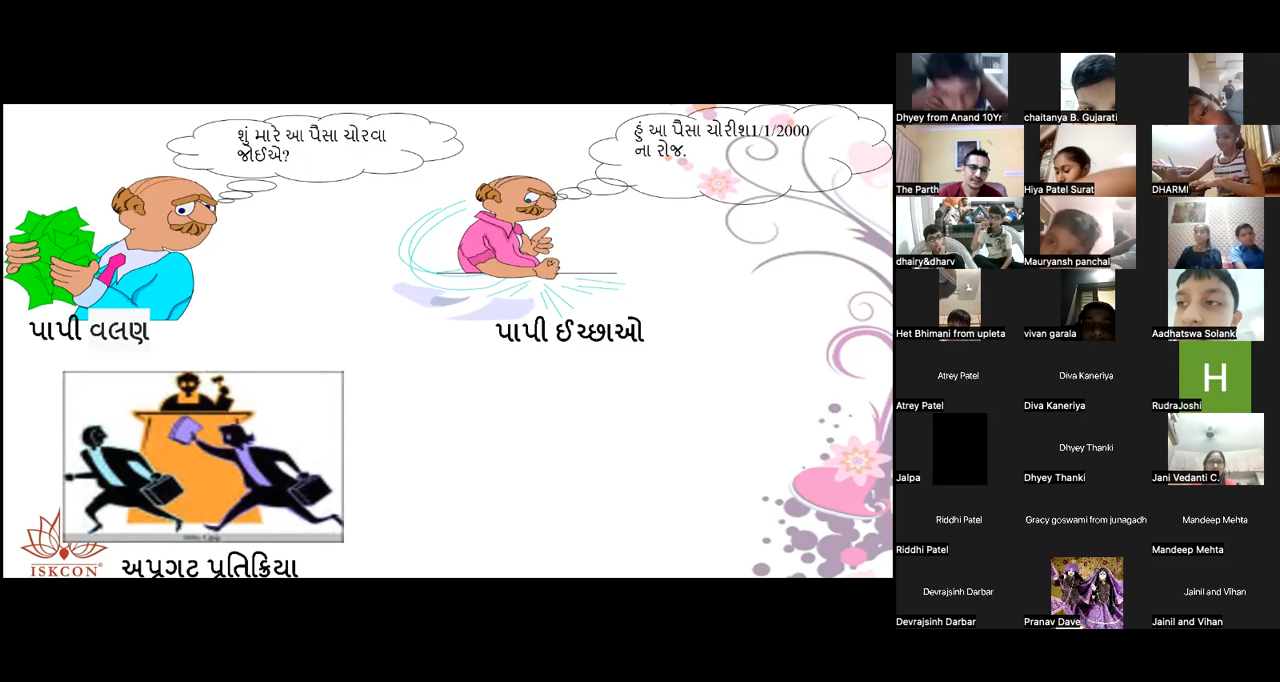 શું મારે આ પૈસા ચોરવા
જોઈએ?
હું આ પૈસા ચોરીશ1/1/2000
ના રોજ.
પાપી વલણ
પાપી ઈચ્છાઓ
ISKCON
અપ્રગટ પ્રતિક્રિયા
Dhyey from Anand 10Yr
chaitanya B. Gujarati
The Parth
Hiya Patel Surat
DHARMI
dhairy&dharv
Mauryansh panchal
Het Bhimani from upleta
vivan garala
Aadhatswa Solanki
Atrey Patel
Diva Kaneriya
H
Atrey Patel
Diva Kaneriya
RudraJoshi
Dhyey Thanki
Jalpa
Dhyey Thanki
Jani Vedanti C.
Riddhi Patel
Gracy goswami from junagadh
Mandeep Mehta
Riddhi Patel
Mandeep Mehta
Devrajsinh Darbar
Jainil and Vihan
Devrajsinh Darbar
Pranav Dave
Jainil and Vihan